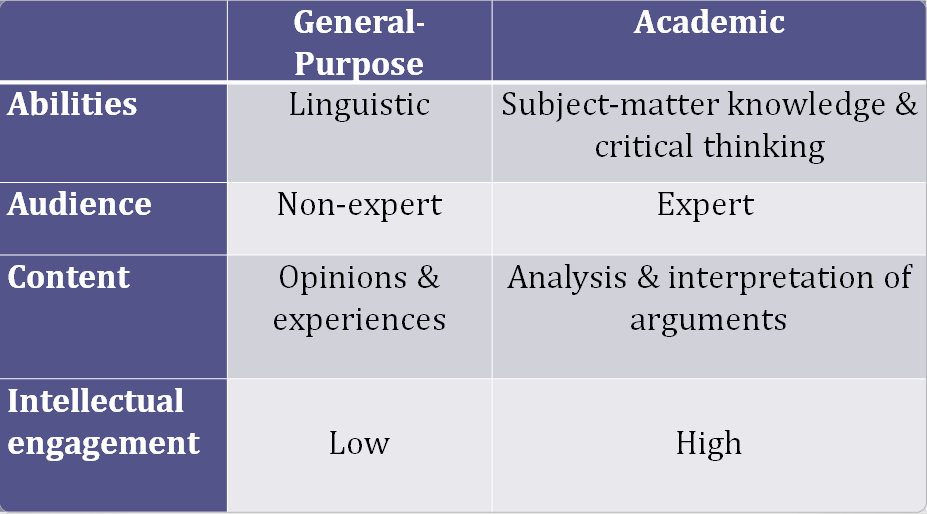 General-
Purpose
Academic
Abilities
Linguistic
Subject-matter knowledge &
critical thinking
Audience
Non-expert
Expert
Content
Opinions &
experiences
Analysis & interpretation of
arguments
Intellectual
engagement
Low
High